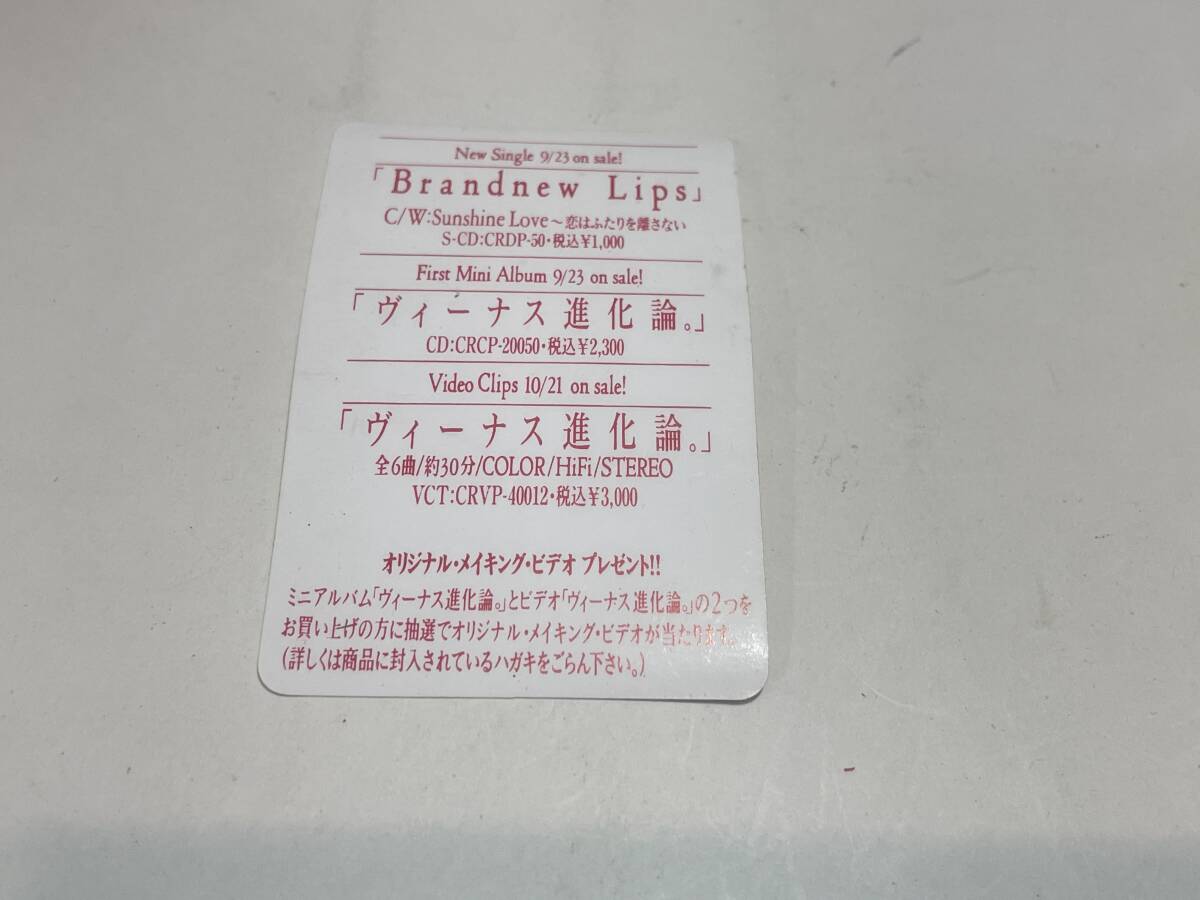 New Single 9/23 on sale!
「Brandnew Lips」
C/W:Sunshine Love～恋はふたりを離さない
S-CD:CRDP-50・税込¥1,000
First Mini Album 9/23 on sale!
「ヴィーナス進化論。」
CD:CRCP-20050・税込¥2,300
Video Clips 10/21 on sale!
「ヴィーナス進化論。」
全6曲/約30分/COLOR/HiFi/STEREO
VCT:CRVP-40012・税込¥3,000
オリジナル・メイキング・ビデオ プレゼント!!
ミニアルバム「ヴィーナス進化論。」とビデオ「ヴィーナス進化論。」の2つを
お買い上げの方に抽選でオリジナル・メイキング・ビデオが当たります。
(詳しくは商品に封入されているハガキをごらん下さい。)